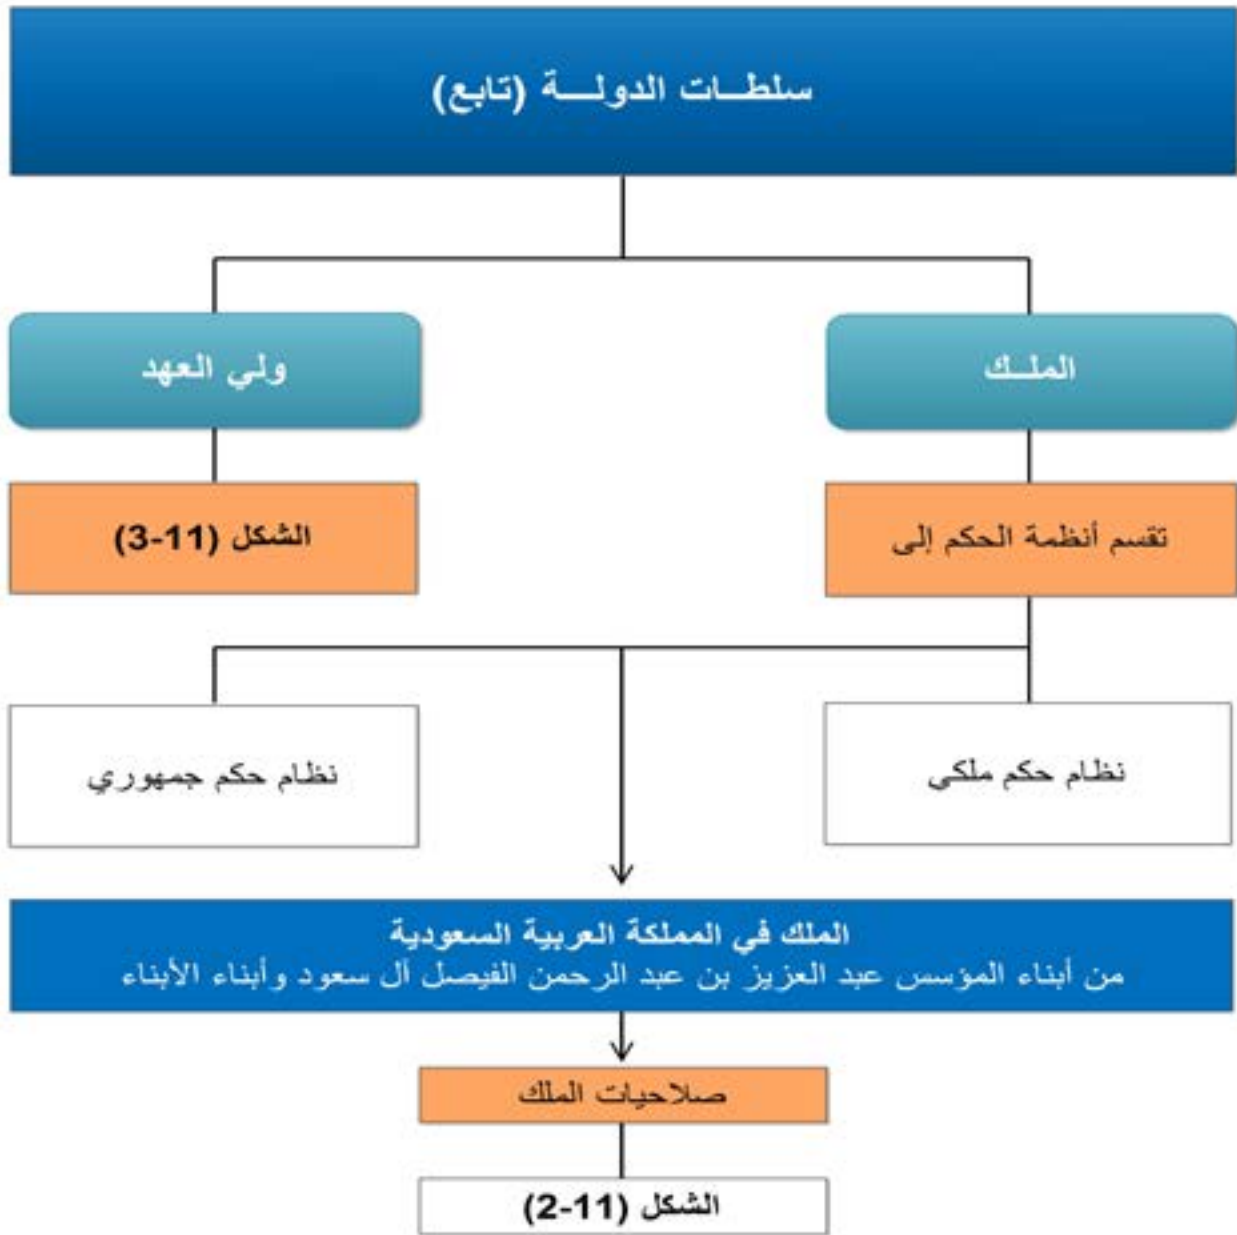 سلطــات الدولـــة (تابع)
الملــك
ولي العهد
تقسم أنظمة الحكم إلى
الشكل (11-3)
نظام حكم ملكي
نظام حكم جمهوري
الملك في المملكة العربية السعودية
من أبناء المؤسس عبد العزيز بن عبد الرحمن الفيصل آل سعود وأبناء الأبناء
صلاحيات الملك
الشكل (11-2)